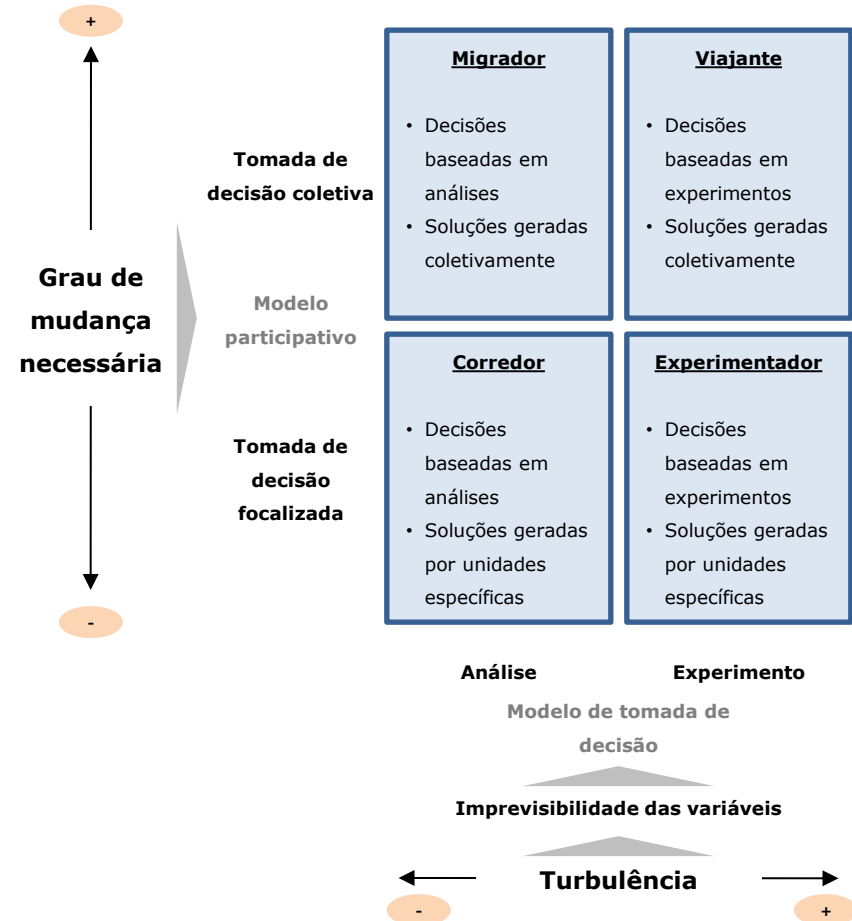 +
Grau de
mudança
necessária
-
Tomada de
decisão coletiva
Modelo
participativo
Tomada de
decisão
focalizada
Migrador
• Decisões
baseadas em
análises
• Soluções geradas
coletivamente
Viajante
• Decisões
baseadas em
experimentos
• Soluções geradas
coletivamente
Corredor
• Decisões
baseadas em
análises
• Soluções geradas
por unidades
específicas
Experimentador
• Decisões
baseadas em
experimentos
• Soluções geradas
por unidades
específicas
Análise
Experimento
Modelo de tomada de
decisão
Imprevisibilidade das variáveis
Turbulência
-
+